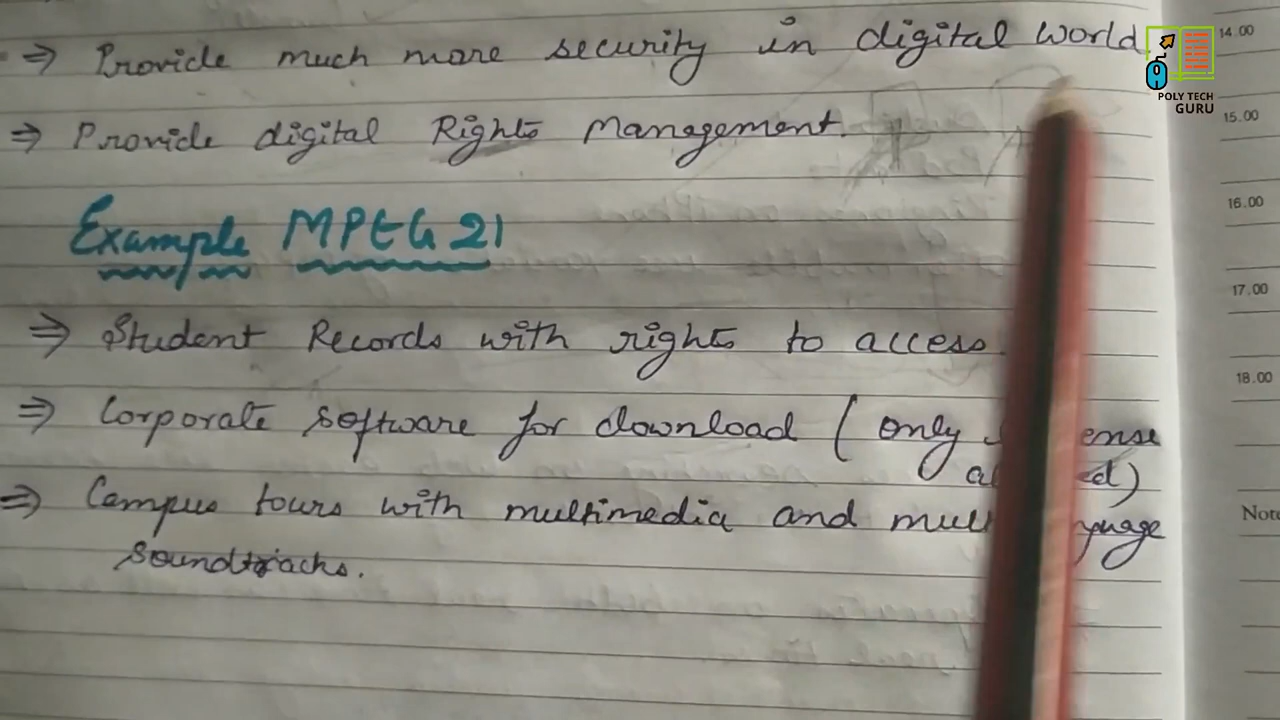 ⇒ Provide much more security in digital world.
⇒ Provide digital Rights Management.
Example MPEG 21
⇒ Student Records with rights to access.
⇒ Corporate software for download ( only
⇒ Campus tours with multimedia and
soundtracks.
POLY TECH
GURU
14.00
15.00
16.00
17.00
18.00